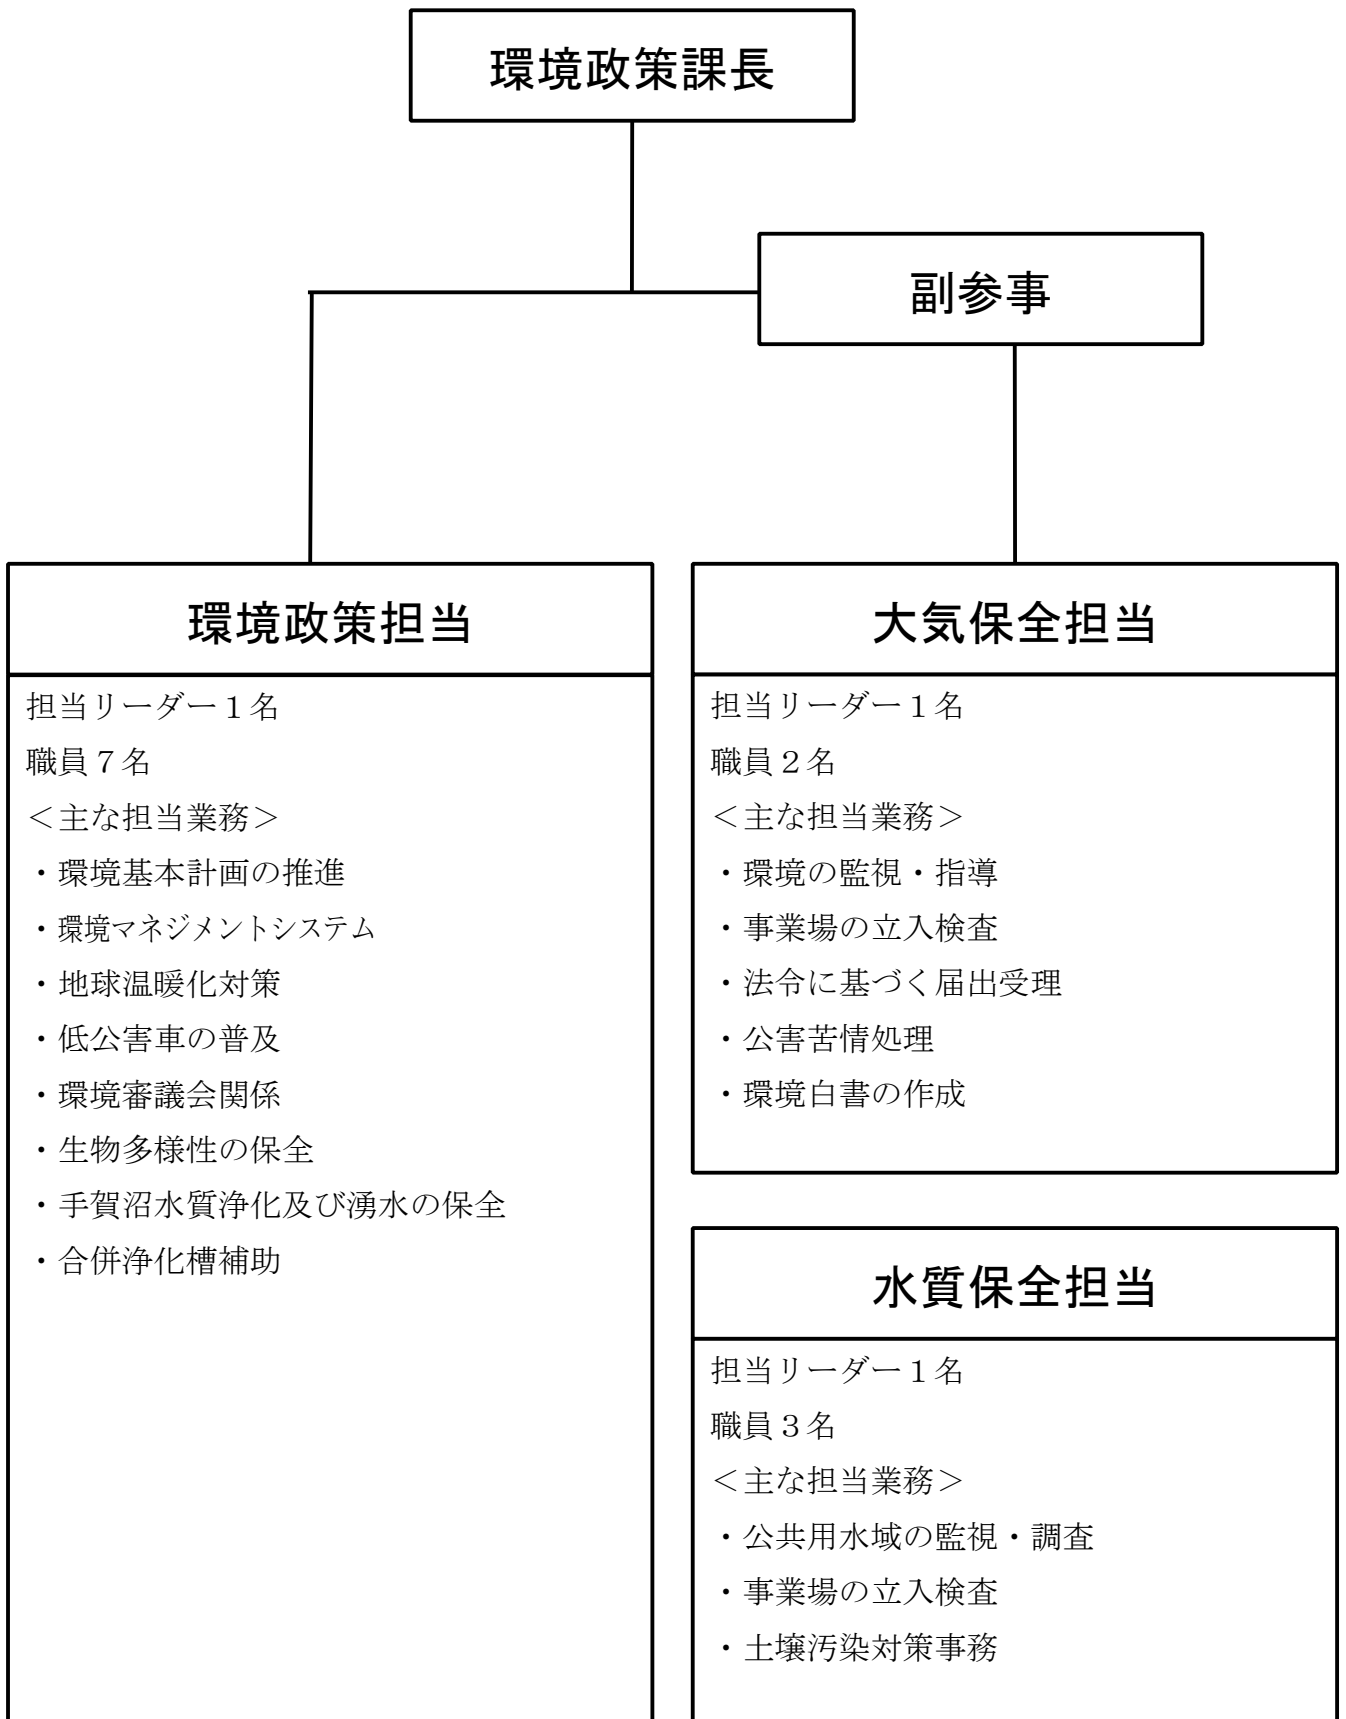 環境政策課長
副参事
環境政策担当
担当リーダー１名
職員７名
＜主な担当業務＞
・環境基本計画の推進
・環境マネジメントシステム
・地球温暖化対策
・低公害車の普及
・環境審議会関係
・生物多様性の保全
・手賀沼水質浄化及び湧水の保全
・合併浄化槽補助
大気保全担当
担当リーダー１名
職員２名
＜主な担当業務＞
・環境の監視・指導
・事業場の立入検査
・法令に基づく届出受理
・公害苦情処理
・環境白書の作成
水質保全担当
担当リーダー１名
職員３名
＜主な担当業務＞
・公共用水域の監視・調査
・事業場の立入検査
・土壌汚染対策事務